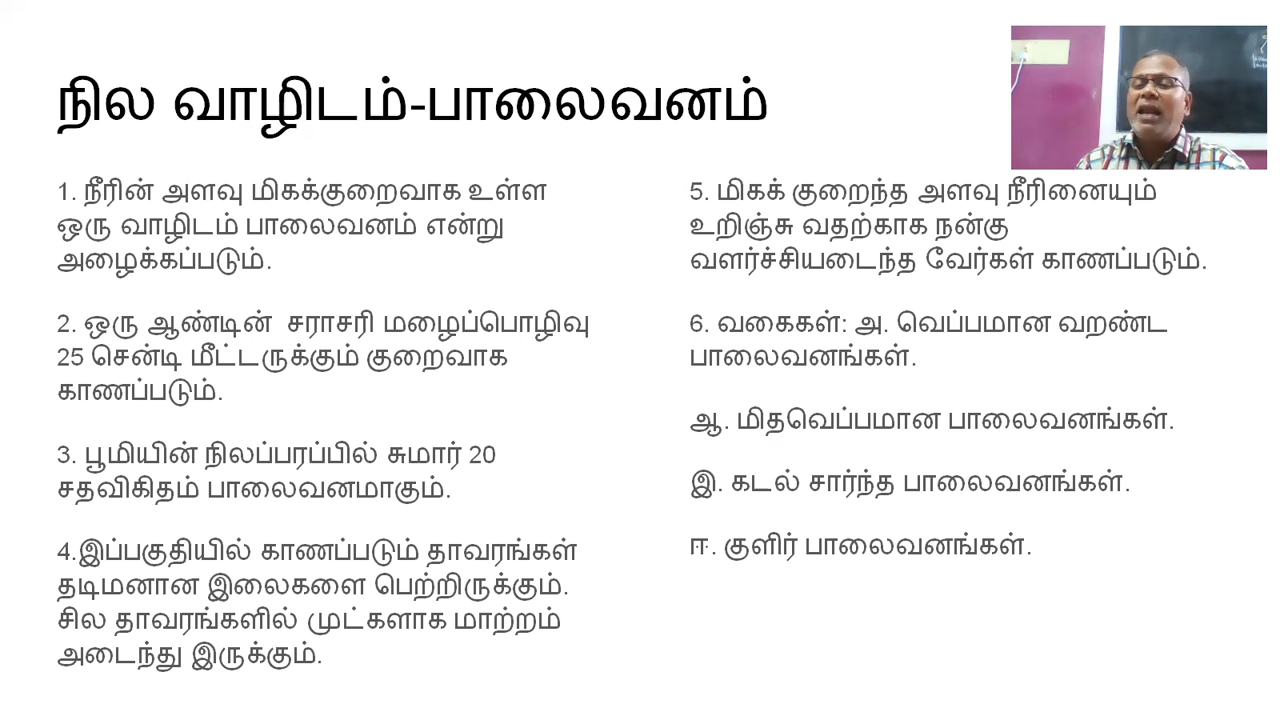 நில வாழிடம்-பாலைவனம்
1. நீரின் அளவு மிகக்குறைவாக உள்ள
ஒரு வாழிடம் பாலைவனம் என்று
அழைக்கப்படும்.
2. ஒரு ஆண்டின் சராசரி மழைப்பொழிவு
25 சென்டி மீட்டருக்கும் குறைவாக
காணப்படும்.
3. பூமியின் நிலப்பரப்பில் சுமார் 20
சதவிகிதம் பாலைவனமாகும்.
4.இப்பகுதியில் காணப்படும் தாவரங்கள்
தடிமனான இலைகளை பெற்றிருக்கும்.
சில தாவரங்களில் முட்களாக மாற்றம்
அடைந்து இருக்கும்.
5. மிகக் குறைந்த அளவு நீரினையும்
உறிஞ்சு வதற்காக நன்கு
வளர்ச்சியடைந்த வேர்கள் காணப்படும்.
6. வகைகள்: அ. வெப்பமான வறண்ட
பாலைவனங்கள்.
ஆ. மிதவெப்பமான பாலைவனங்கள்.
இ. கடல் சார்ந்த பாலைவனங்கள்.
ஈ. குளிர் பாலைவனங்கள்.